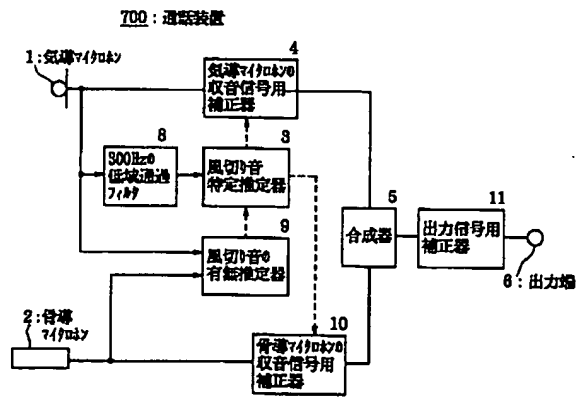 700：通話装置
4
1：気導マイクロホン
気導マイクロホンの
収音信号用
補正器
8
3
300Hzの
低域通過
フィルタ
風切り音
特定推定器
5
11
9
合成器
出力信号用
補正器
風切り音の
有無推定器
6：出力端
2：骨導
マイクロホン
10
骨導マイクロホンの
収音信号用
補正器